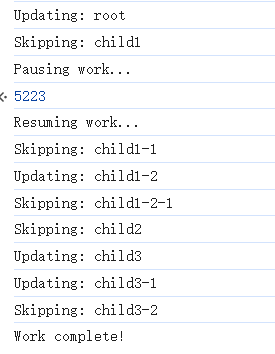 Updating: root
Skipping: child1
Pausing work...
5223
Resuming work...
Skipping: child1-1
Updating: child1-2
Skipping: child1-2-1
Skipping: child2
Updating: child3
Updating: child3-1
Skipping: child3-2
Work complete!